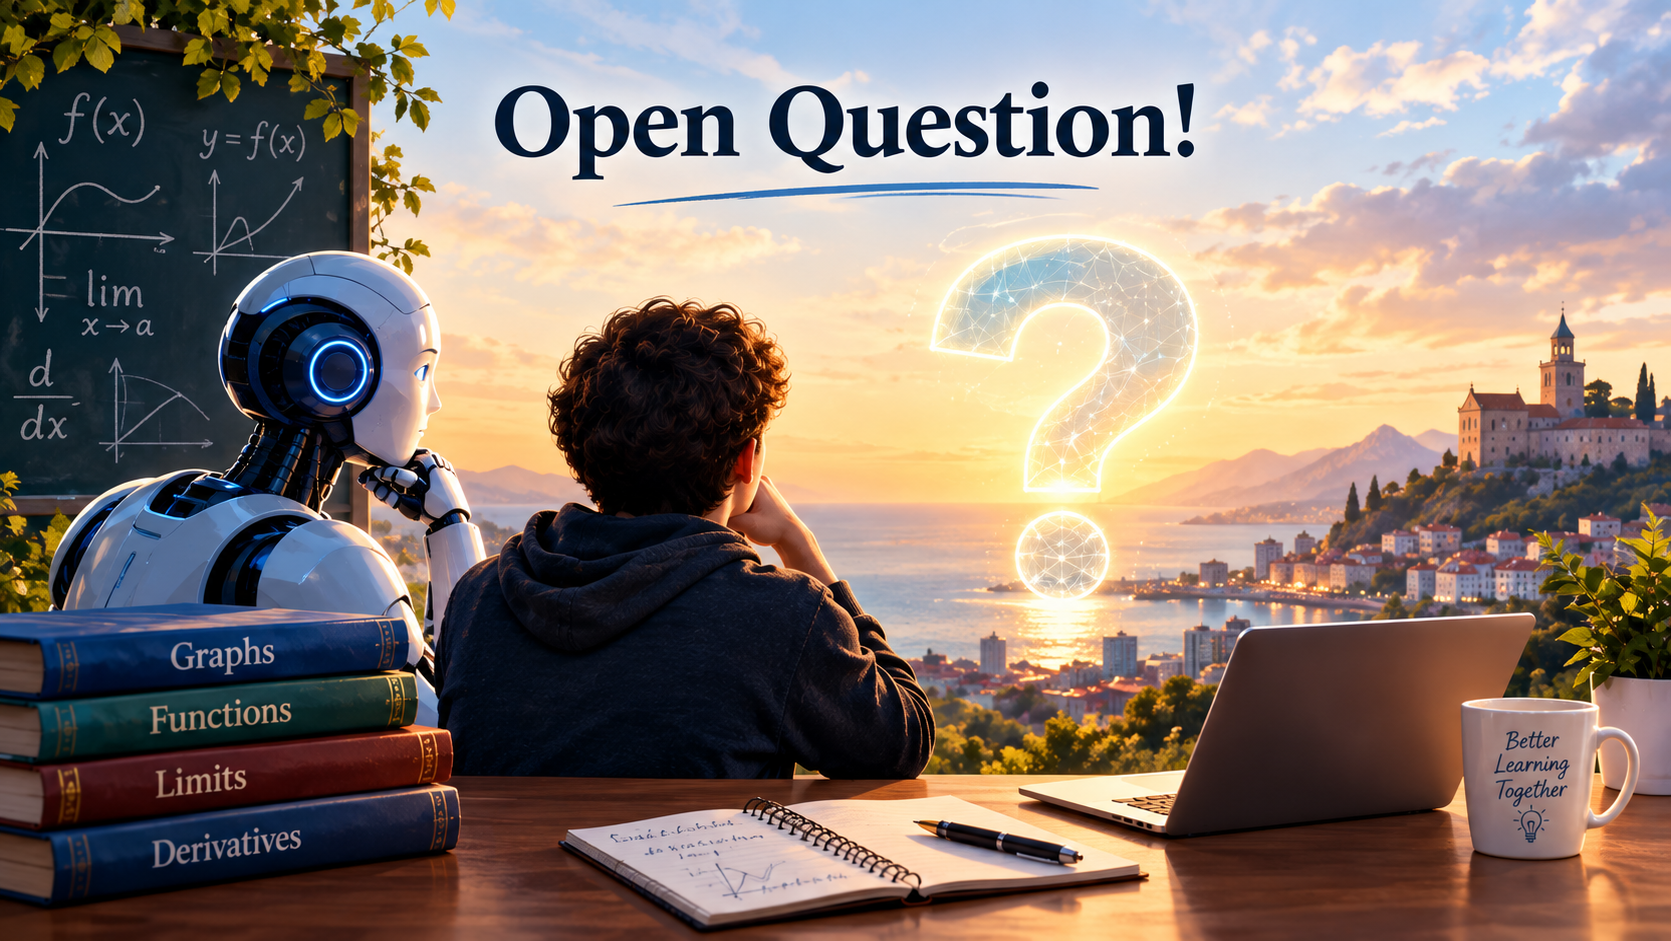 Open Question!
f(x)
y = f(x)
lim
x→a
d
dx
Graphs
Functions
Limits
Derivatives
Better
Learning
Together